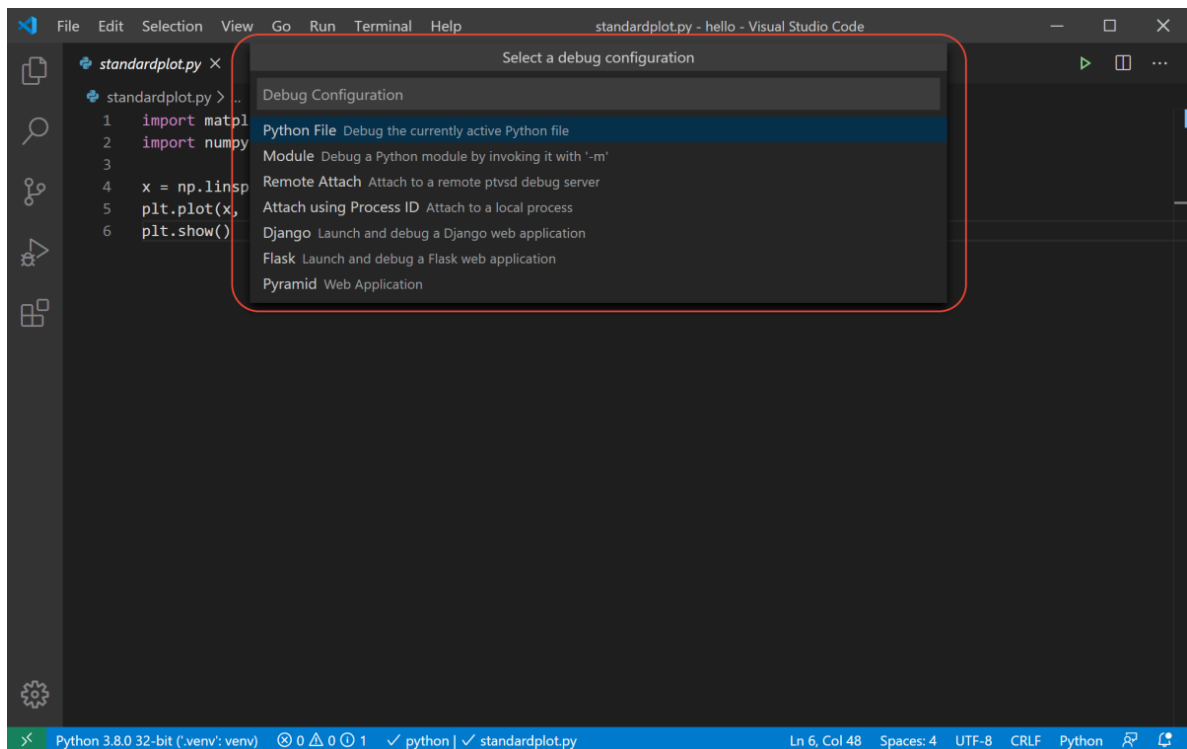 File Edit Selection View Go Run Terminal Help standardplot.py - hello - Visual Studio Code
standardplot.py
Select a debug configuration
standardplot.py > ...
Debug Configuration
1 import matpl
Python File Debug the currently active Python file
2 import numpy
Module Debug a Python module by invoking it with '-m'
3
Remote Attach Attach to a remote ptvsd debug server
4 x = np.linsp
Attach using Process ID Attach to a local process
5 plt.plot(x,
Django Launch and debug a Django web application
6 plt.show()
Flask Launch and debug a Flask web application
Pyramid Web Application
Python 3.8.0 32-bit ('.venv': venv) 0 0 1 python | standardplot.py Ln 6, Col 48 Spaces: 4 UTF-8 CRLF Python